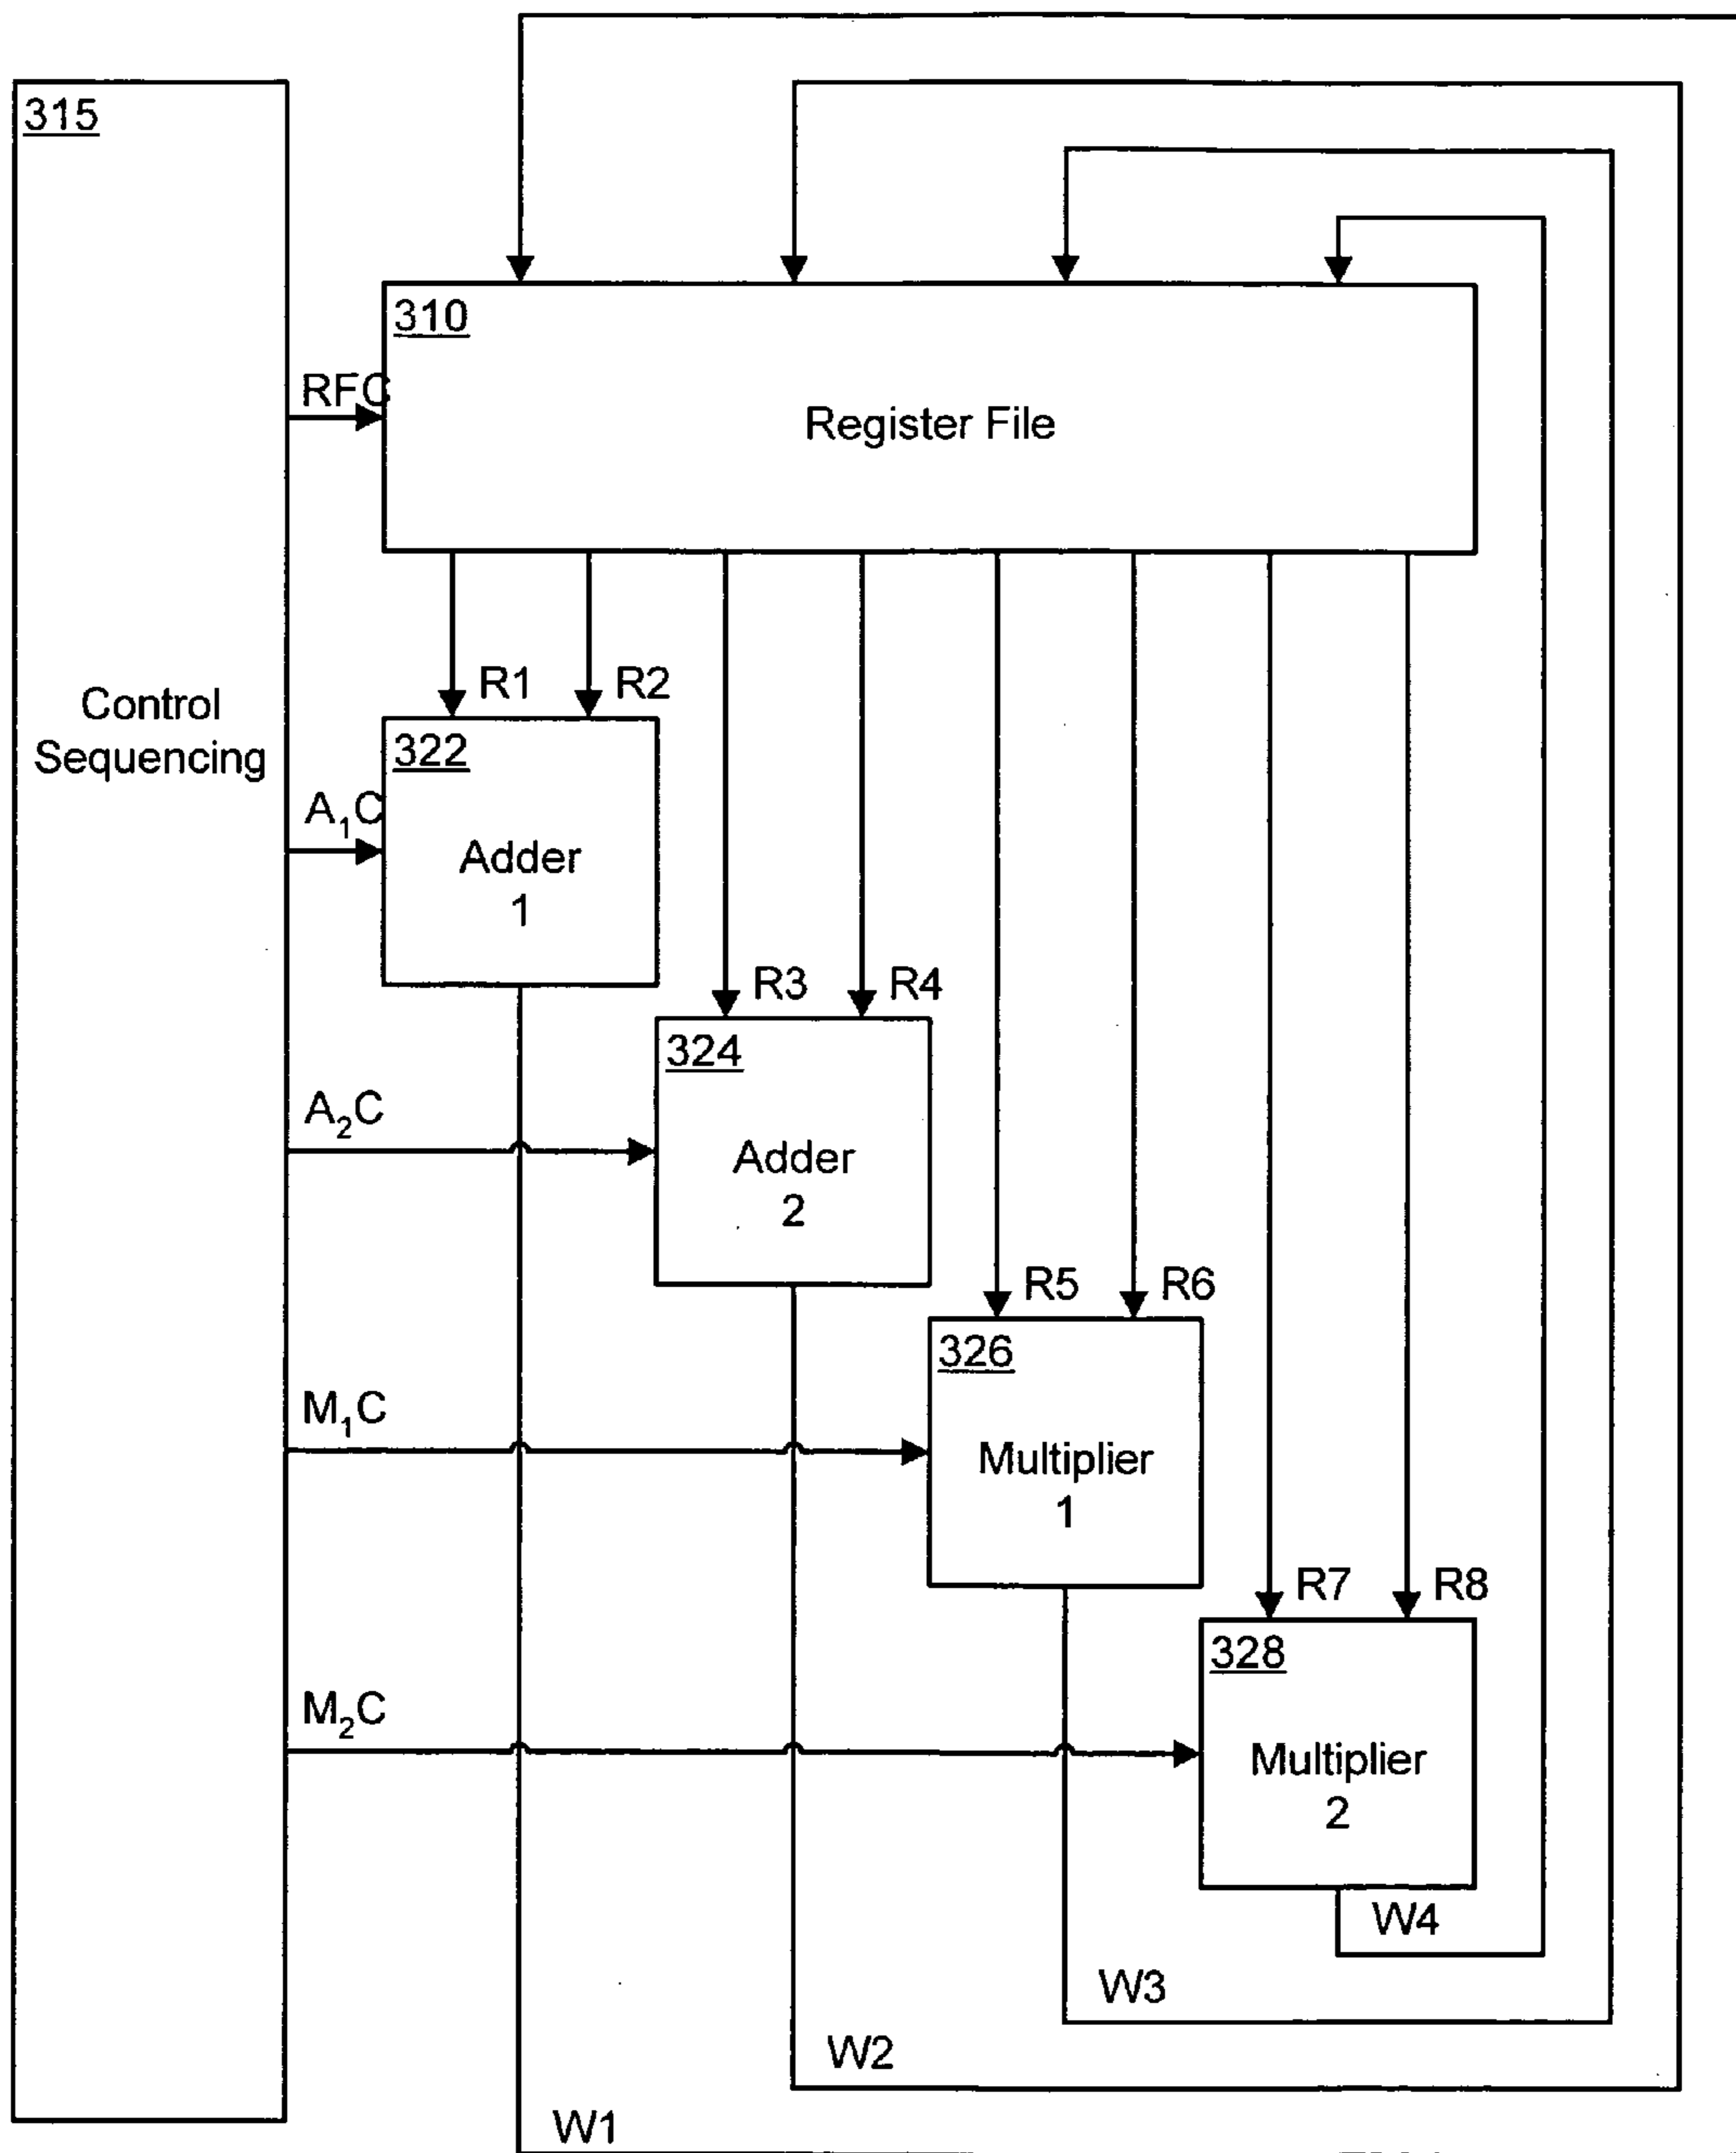 315
310
RFC
Register File
R1
R2
Control
Sequencing
322
A₁C
Adder
1
R3
R4
324
A₂C
Adder
2
R5
R6
326
M₁C
Multiplier
1
R7
R8
328
M₂C
Multiplier
2
W4
W3
W2
W1